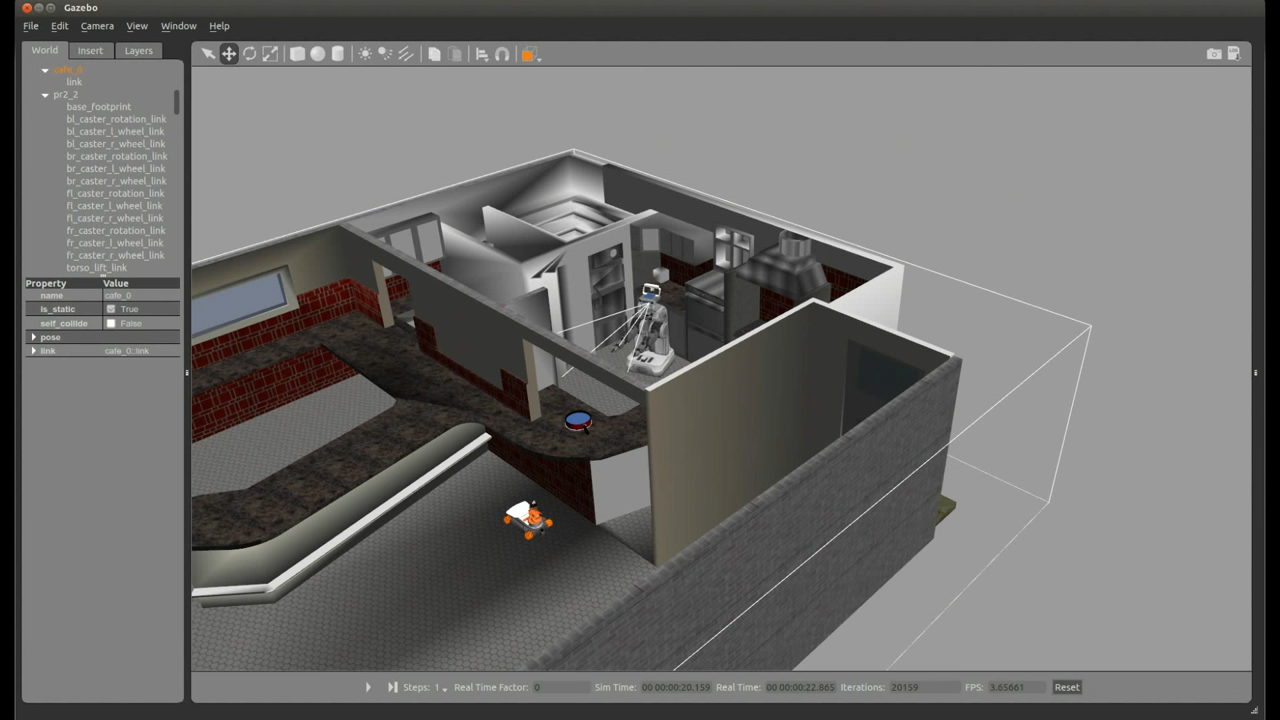 Gazebo
File Edit Camera View Window Help
World Insert Layers
cafe_0
link
pr2_2
base_footprint
bl_caster_rotation_link
bl_caster_l_wheel_link
bl_caster_r_wheel_link
br_caster_rotation_link
br_caster_l_wheel_link
br_caster_r_wheel_link
fl_caster_rotation_link
fl_caster_l_wheel_link
fl_caster_r_wheel_link
fr_caster_rotation_link
fr_caster_l_wheel_link
fr_caster_r_wheel_link
torso_lift_link
Property Value
name cafe_0
is_static True
self_collide False
pose
link cafe_0::link
Steps: 1 Real Time Factor: 0 Sim Time: 00 00:00:20.159 Real Time: 00 00:00:22.865 Iterations: 20159 FPS: 3.65661 Reset